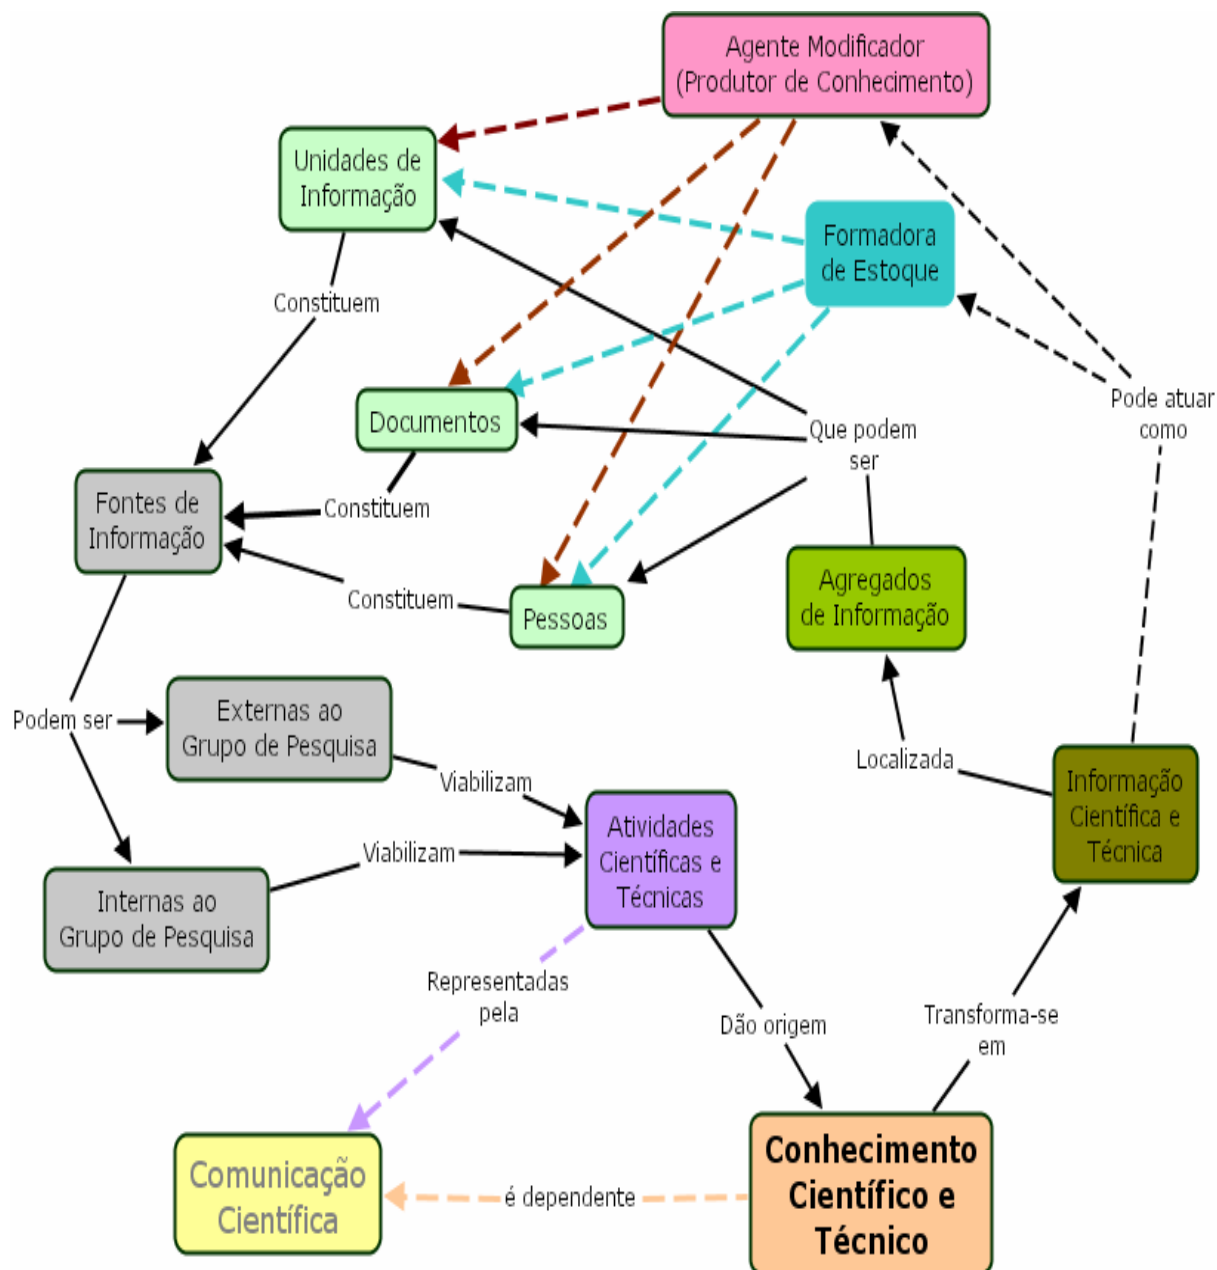 Agente Modificador
(Produtor de Conhecimento)
Unidades de
Informação
Formadora
de Estoque
Constituem
Documentos
Que podem
ser
Pode atuar
como
Fontes de
Informação
Constituem
Constituem
Pessoas
Agregados
de Informação
Podem ser
Externas ao
Grupo de Pesquisa
Viabilizam
Localizada
Informação
Científica e
Técnica
Atividades
Científicas e
Técnicas
Viabilizam
Internas ao
Grupo de Pesquisa
Representadas
pela
Dão origem
Transforma-se
em
Comunicação
Científica
é dependente
Conhecimento
Científico e
Técnico